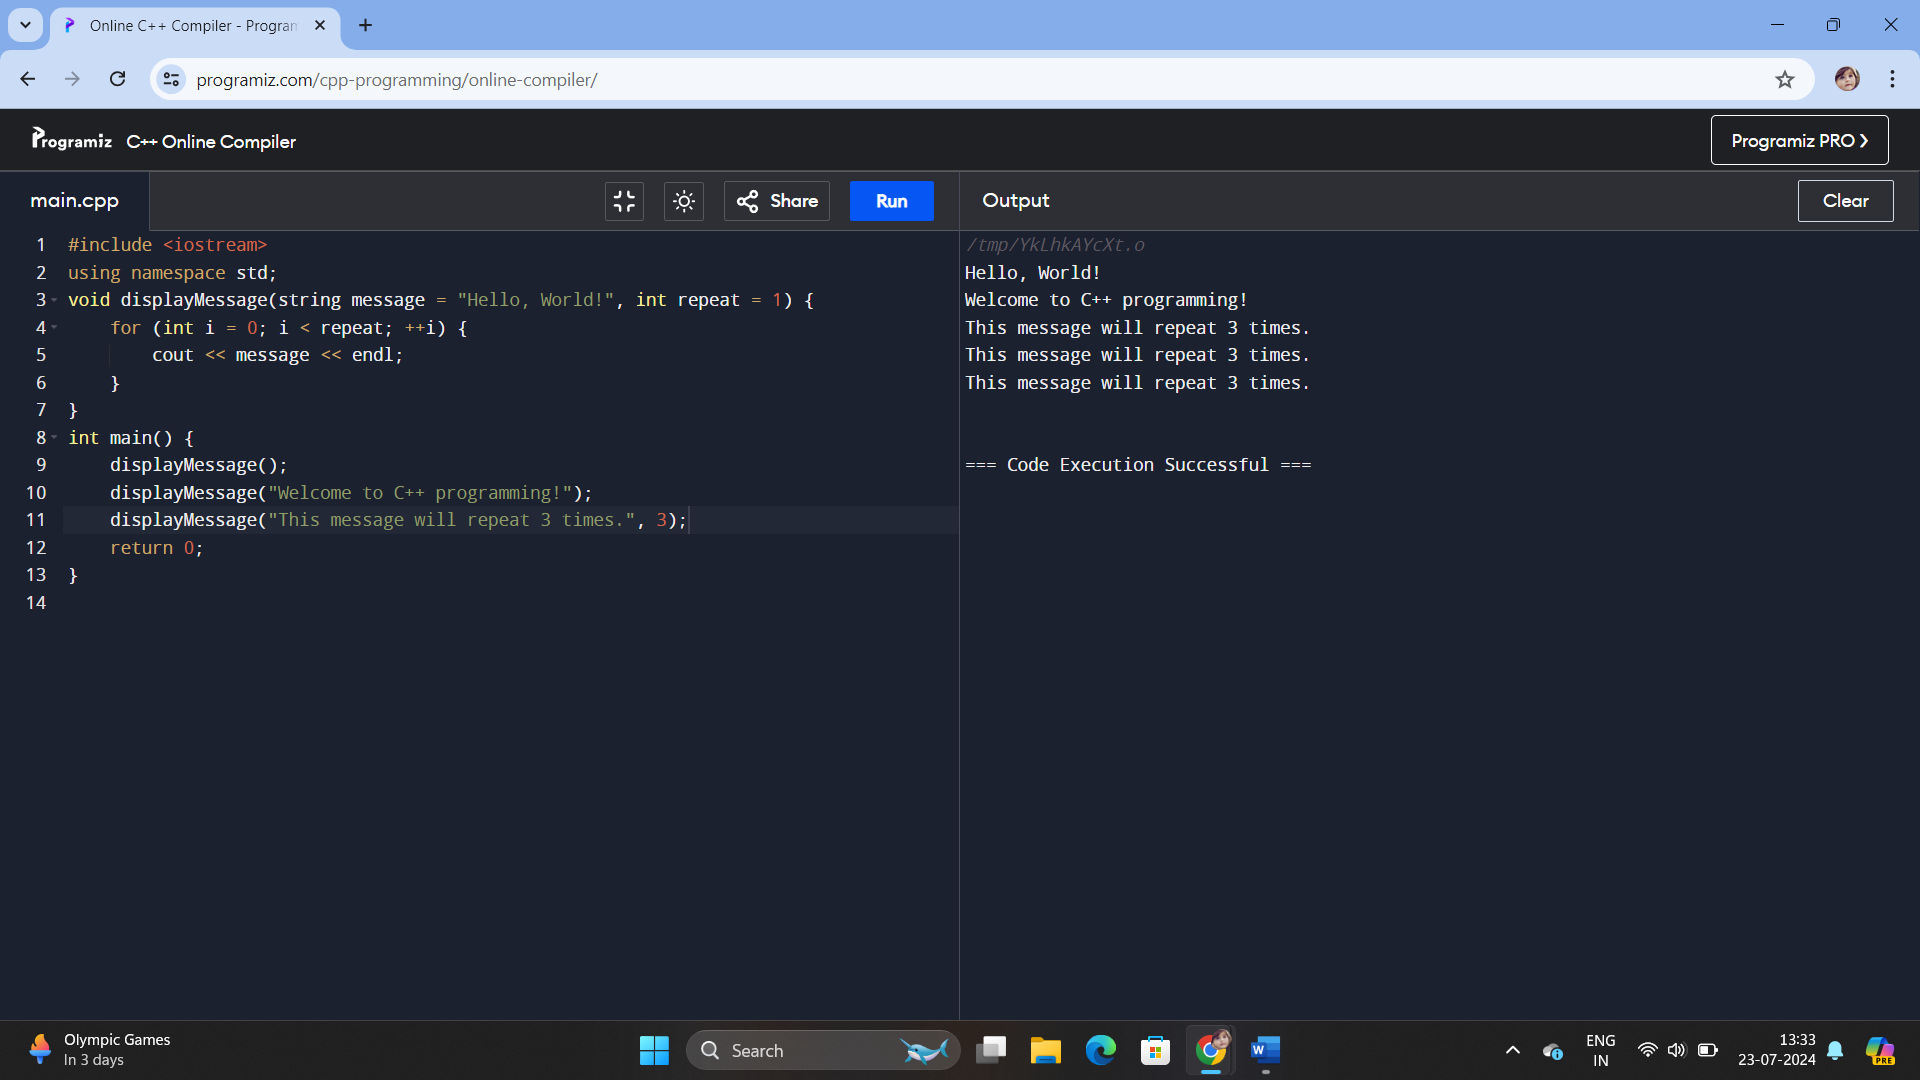 Online C++ Compiler - Program
programiz.com/cpp-programming/online-compiler/
Programiz C++ Online Compiler
Programiz PRO
main.cpp
Share
Run
Output
Clear
1 #include <iostream>
2 using namespace std;
3 void displayMessage(string message = "Hello, World!", int repeat = 1) {
4     for (int i = 0; i < repeat; ++i) {
5         cout << message << endl;
6     }
7 }
8 int main() {
9     displayMessage();
10     displayMessage("Welcome to C++ programming!");
11     displayMessage("This message will repeat 3 times.", 3);
12     return 0;
13 }
14
/tmp/YkLhkAYcXt.o
Hello, World!
Welcome to C++ programming!
This message will repeat 3 times.
This message will repeat 3 times.
This message will repeat 3 times.
=== Code Execution Successful ===
Olympic Games
In 3 days
Search
W
ENG
IN
13:33
23-07-2024
PRE